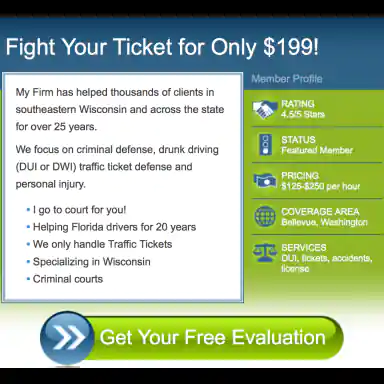 Fight Your Ticket for Only $199!
My Firm has helped thousands of clients in
southeastern Wisconsin and across the state
for over 25 years.
We focus on criminal defense, drunk driving
(DUI or DWI) traffic ticket defense and
personal injury.
• I go to court for you!
• Helping Florida drivers for 20 years
• We only handle Traffic Tickets
• Specializing in Wisconsin
• Criminal courts
Member Profile
RATING
4.5/5 Stars
STATUS
Featured Member
PRICING
$125-$250 per hour
COVERAGE AREA
Bellevue, Washington
SERVICES
DUI, tickets, accidents,
license
Get Your Free Evaluation